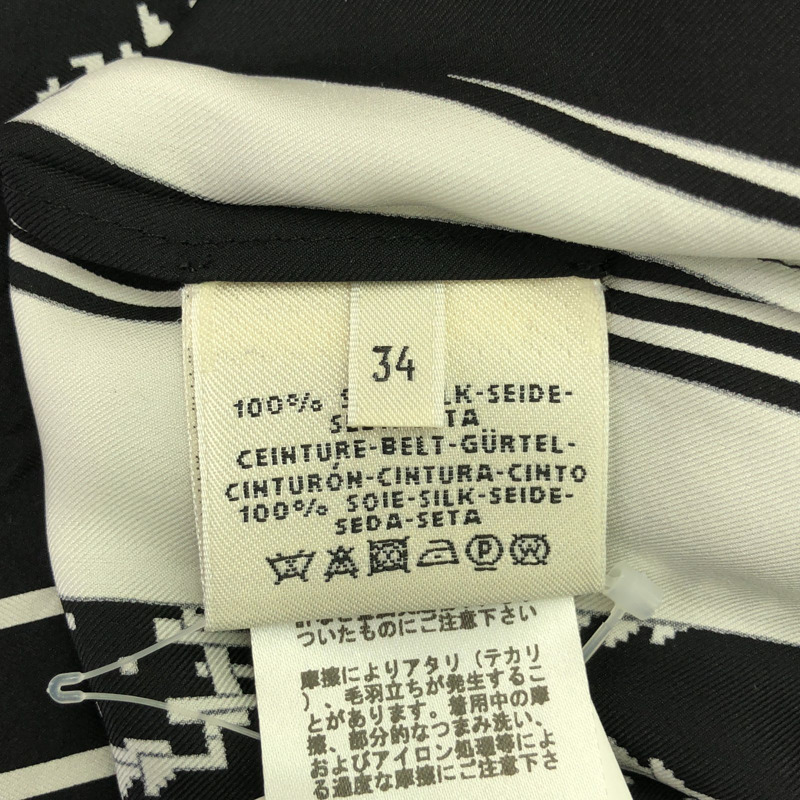 34
100% S LK-SEIDE-
SE TA
CEINTURE-BELT-GÜRTEL-
CINTURÓN-CINTURA-CINTO
100% SOIE-SILK-SEIDE-
SEDA-SETA
P W
ついたものにご注意下さい
摩擦によりアタリ（テカリ
）、毛羽立ちが発生するこ
とがあります。着用中の摩
擦、部分的なつまみ洗い、
およびアイロン処理等によ
る過度な摩擦にご注意下さい